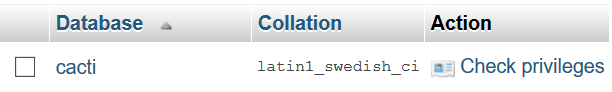 Database Collation Action
cacti latin1_swedish_ci Check privileges